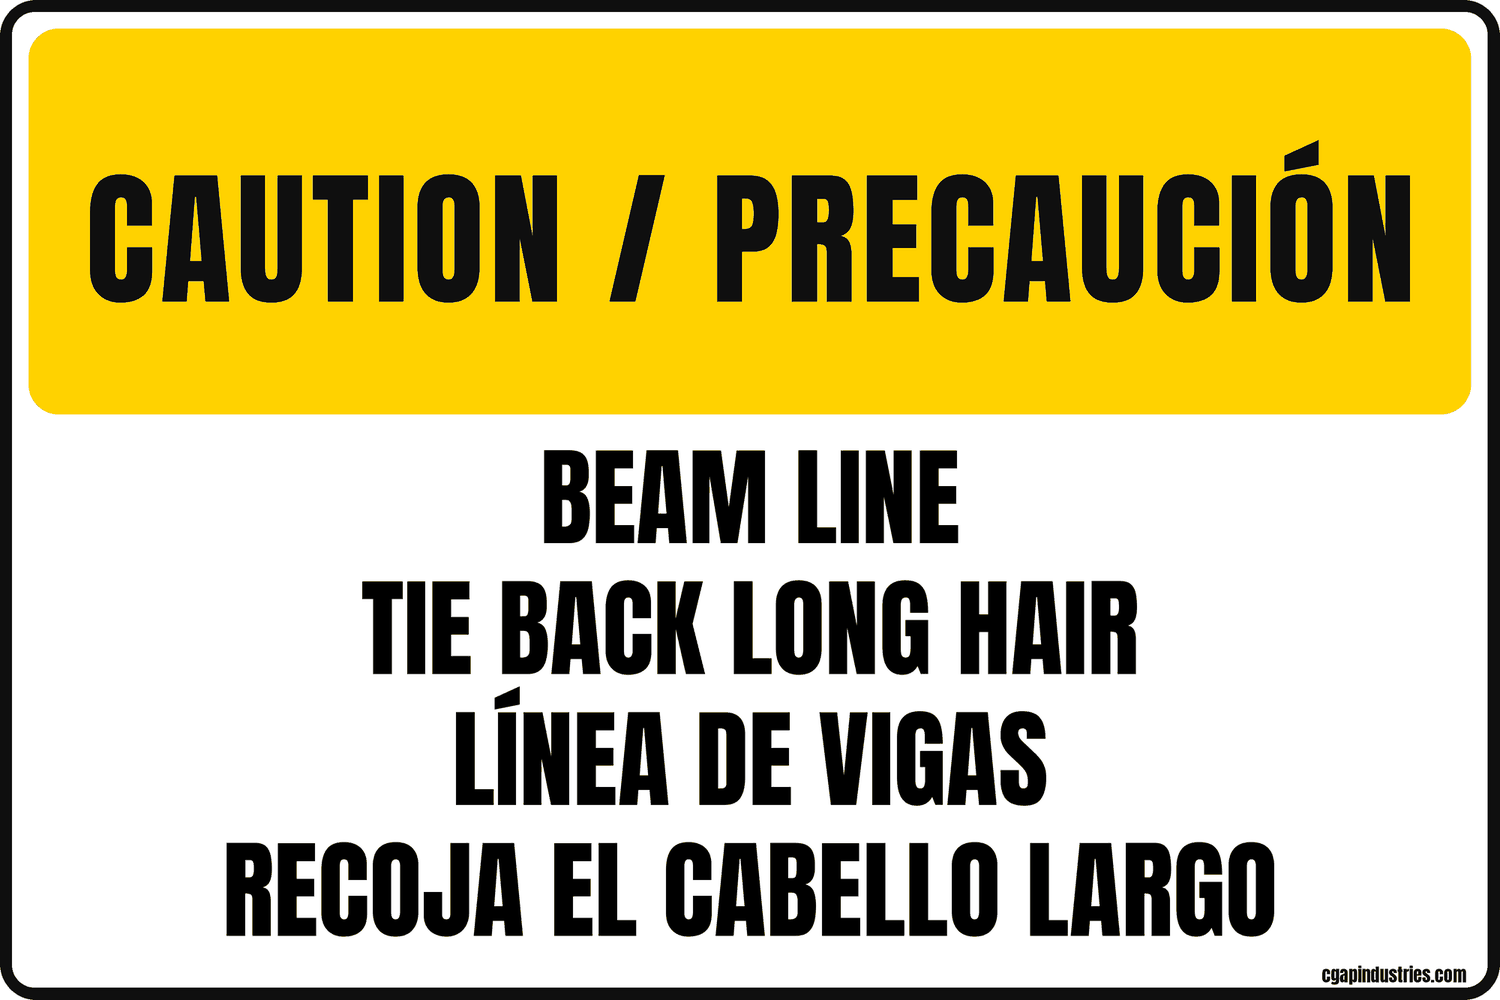 CAUTION / PRECAUCIÓN
BEAM LINE
TIE BACK LONG HAIR
LÍNEA DE VIGAS
RECOJA EL CABELLO LARGO
cgapindustries.com